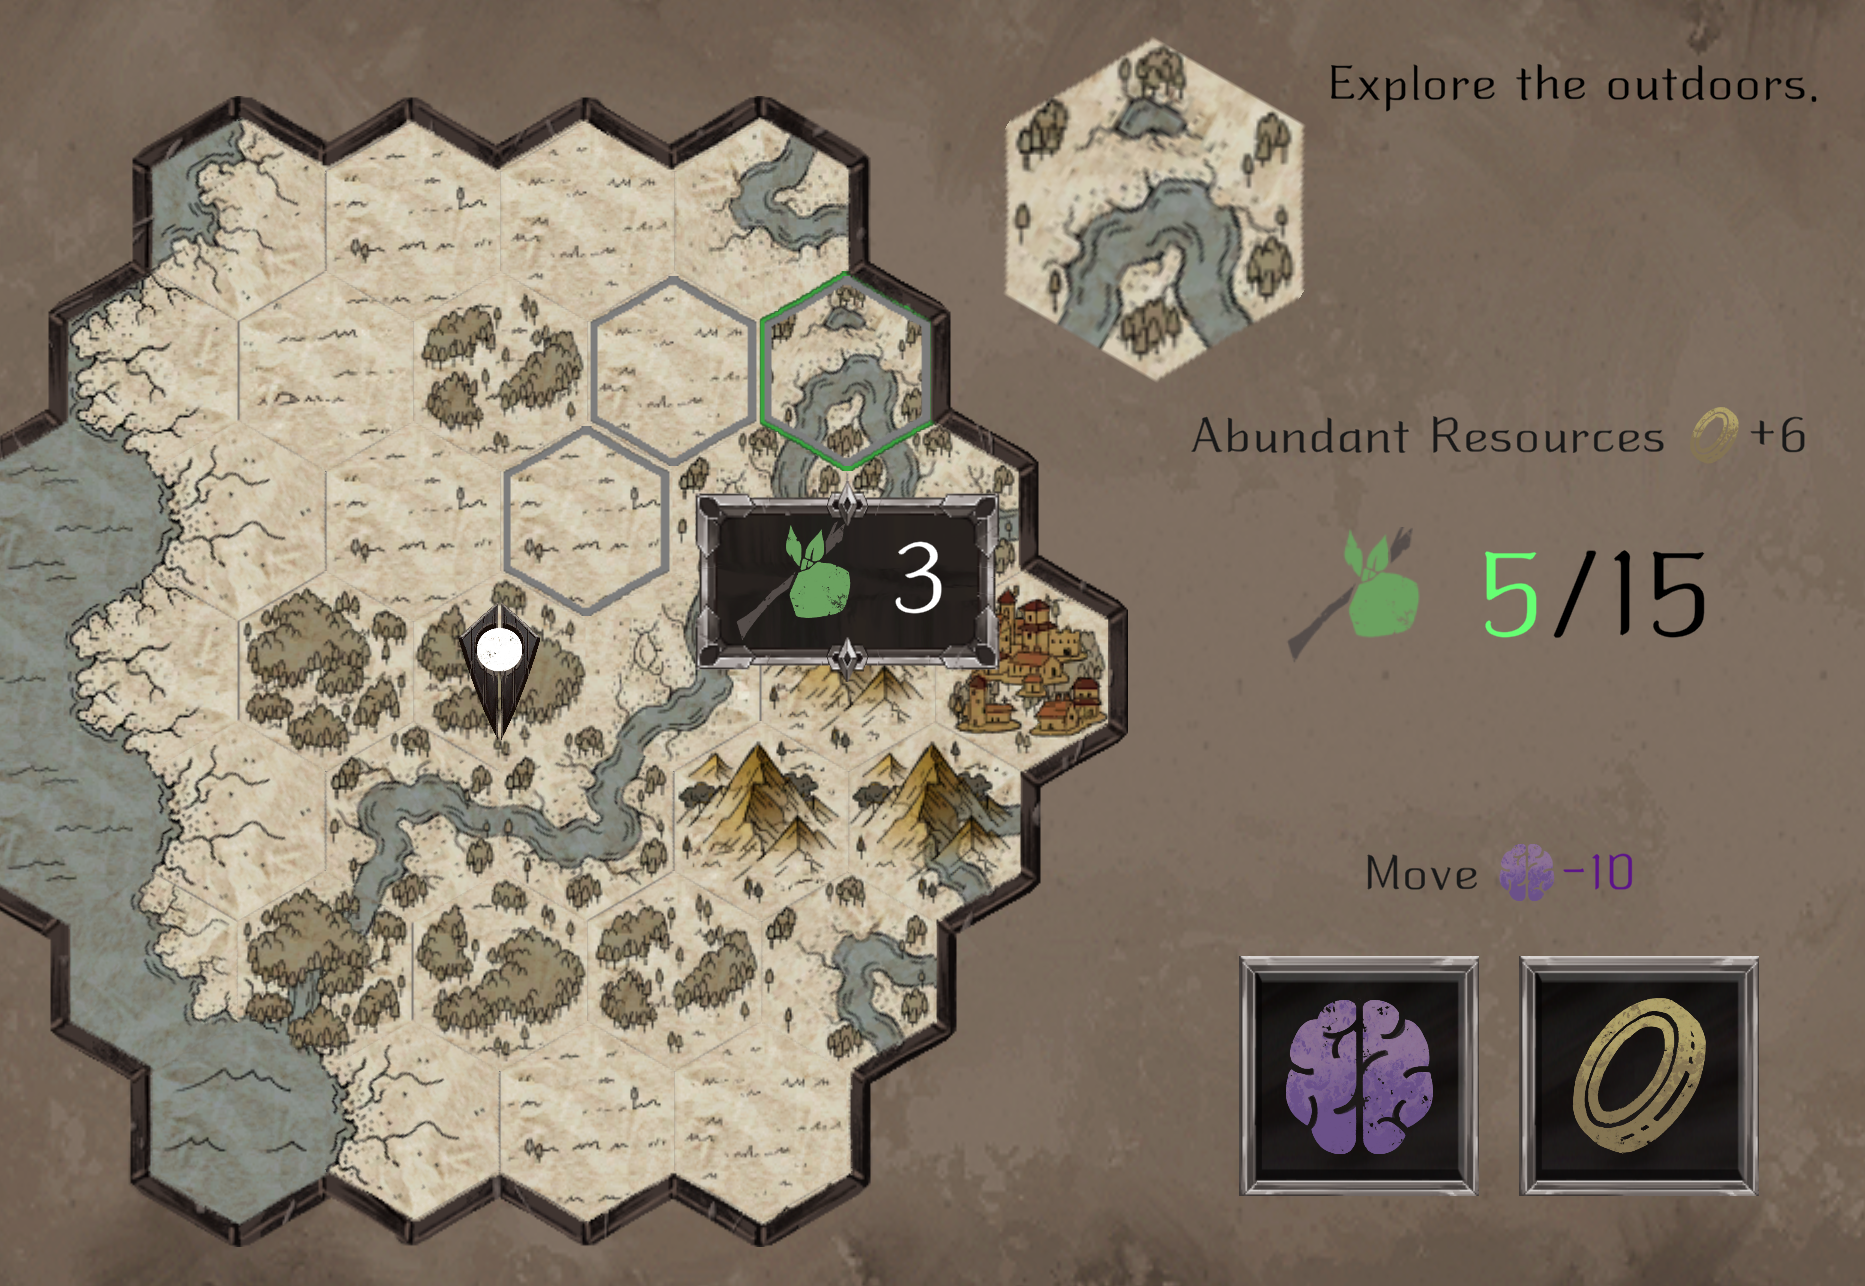 Explore the outdoors.
Abundant Resources +6
3
5/15
Move -10